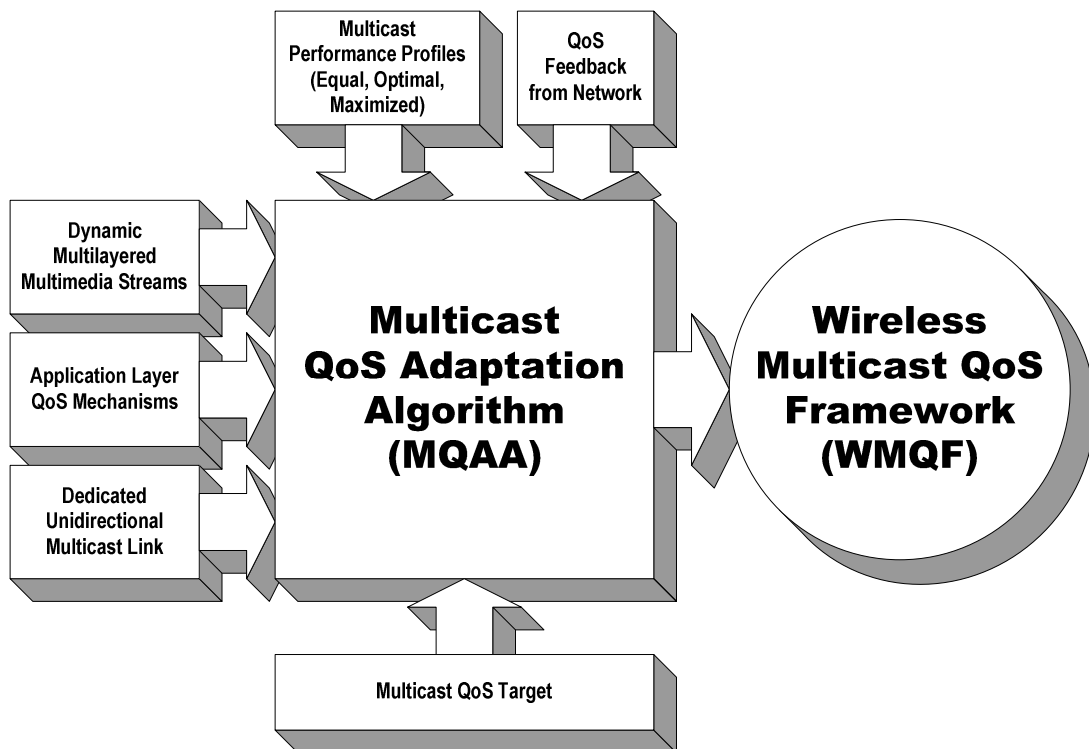 Multicast
Performance Profiles
(Equal, Optimal,
Maximized)
QoS
Feedback
from Network
Dynamic
Multilayered
Multimedia Streams
Application Layer
QoS Mechanisms
Dedicated
Unidirectional
Multicast Link
Multicast
QoS Adaptation
Algorithm
(MQAA)
Wireless
Multicast QoS
Framework
(WMQF)
Multicast QoS Target